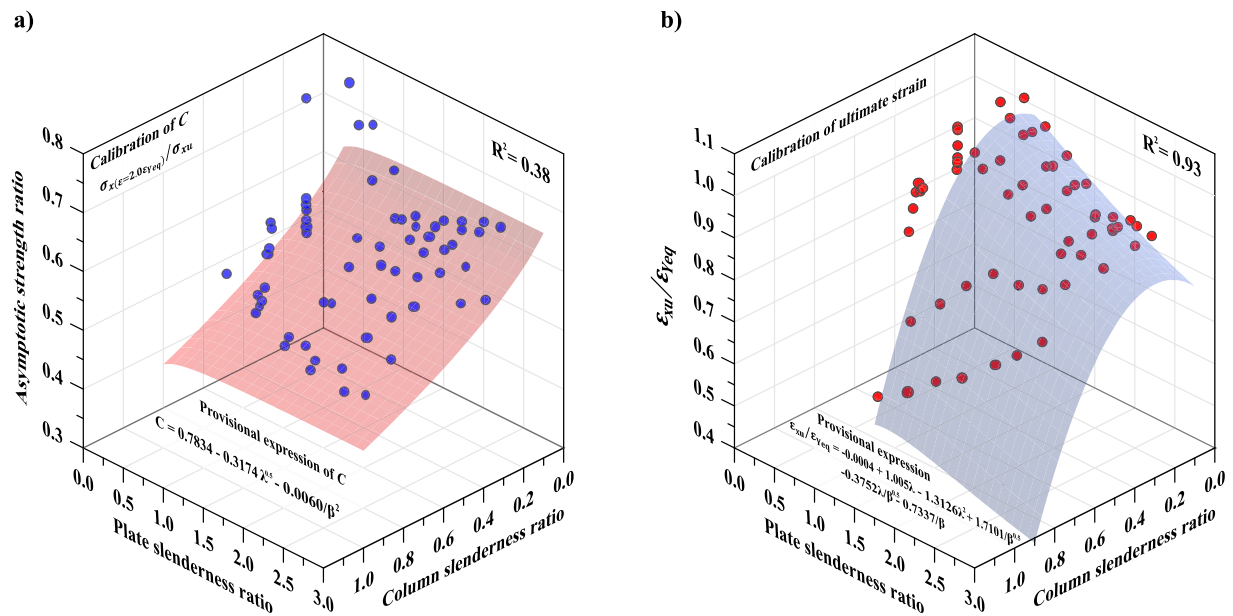 a)
Calibration of C
σx(ε=2.0εYeq)/σxu
R² = 0.38
Asymptotic strength ratio
0.8
0.7
0.6
0.5
0.4
0.3
Provisional expression of C
C = 0.7834 - 0.3174λ^0.5 - 0.0060/β²
0.0
0.5
1.0
1.5
2.0
2.5
3.0
Plate slenderness ratio
1.0
0.8
0.6
0.4
0.2
0.0
Column slenderness ratio
b)
Calibration of ultimate strain
R² = 0.93
εxu/εYeq
1.1
1.0
0.9
0.8
0.7
0.6
0.5
0.4
Provisional expression
εxu/εYeq = -0.0004 + 1.005λ - 1.3126λ² + 1.7101/β^0.5
-0.3752λ/β^0.5 - 0.7337/β
0.0
0.5
1.0
1.5
2.0
2.5
3.0
Plate slenderness ratio
1.0
0.8
0.6
0.4
0.2
0.0
Column slenderness ratio